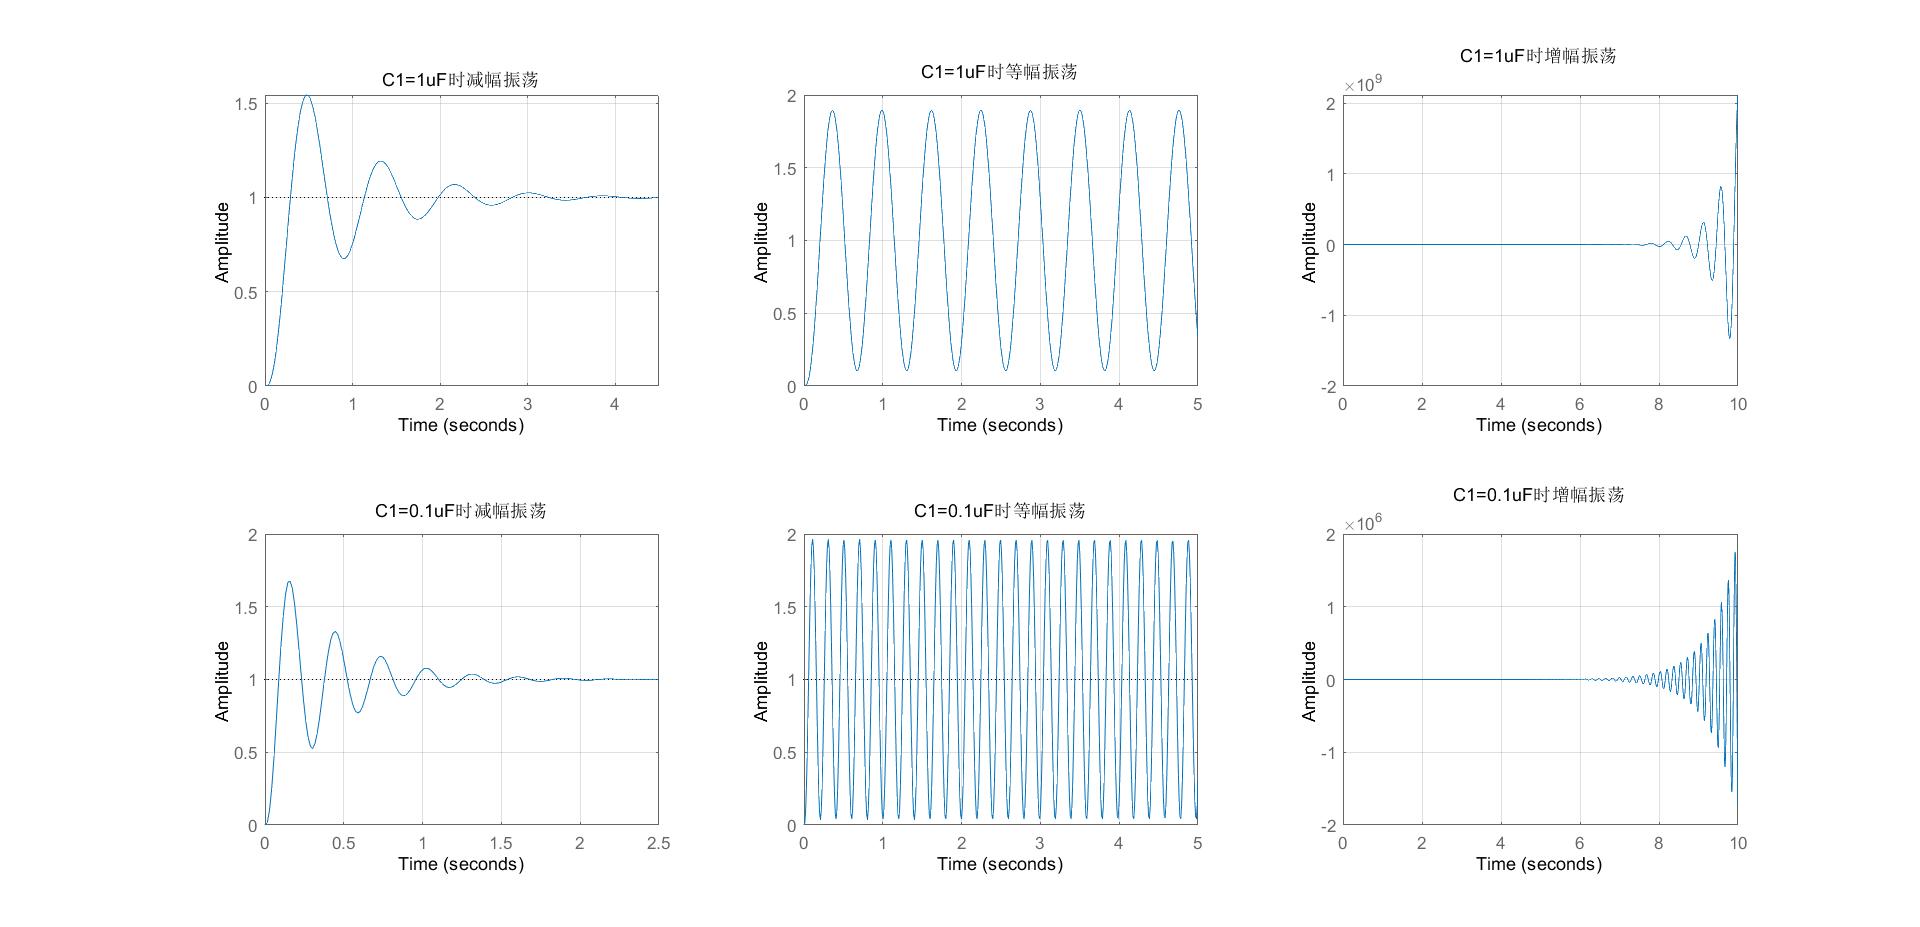 C1=1uF时减幅振荡
1.5
1
0.5
0
0 1 2 3 4
Amplitude
Time (seconds)
C1=1uF时等幅振荡
2
1.5
1
0.5
0
0 1 2 3 4 5
Amplitude
Time (seconds)
C1=1uF时增幅振荡
×10⁹
2
1
0
-1
-2
0 2 4 6 8 10
Amplitude
Time (seconds)
C1=0.1uF时减幅振荡
2
1.5
1
0.5
0
0 0.5 1 1.5 2 2.5
Amplitude
Time (seconds)
C1=0.1uF时等幅振荡
2
1.5
1
0.5
0
0 1 2 3 4 5
Amplitude
Time (seconds)
C1=0.1uF时增幅振荡
×10⁶
2
1
0
-1
-2
0 2 4 6 8 10
Amplitude
Time (seconds)